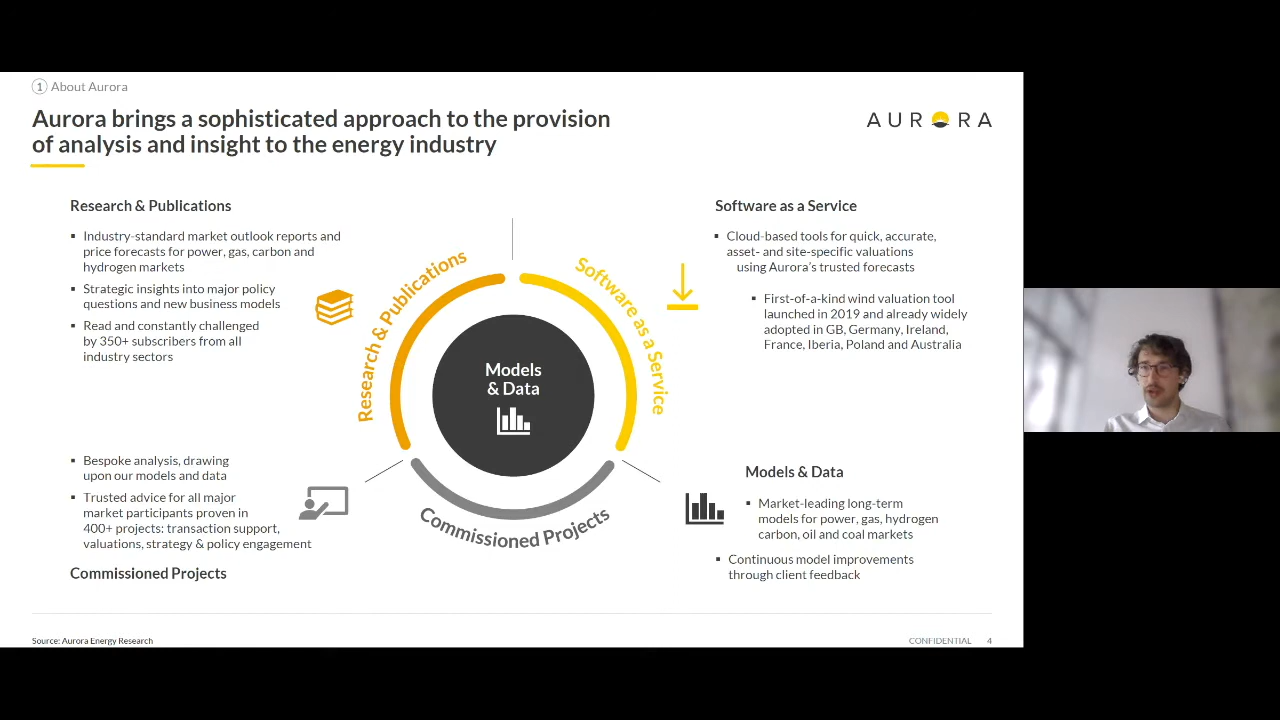 1 About Aurora
Aurora brings a sophisticated approach to the provision
of analysis and insight to the energy industry
AURORA
Research & Publications
▪ Industry-standard market outlook reports and
price forecasts for power, gas, carbon and
hydrogen markets
▪ Strategic insights into major policy
questions and new business models
▪ Read and constantly challenged
by 350+ subscribers from all
industry sectors
Software as a Service
▪ Cloud-based tools for quick, accurate,
asset- and site-specific valuations
using Aurora's trusted forecasts
▪ First-of-a-kind wind valuation tool
launched in 2019 and already widely
adopted in GB, Germany, Ireland,
France, Iberia, Poland and Australia
Research & Publications
Software as a Service
Models
& Data
Commissioned Projects
▪ Bespoke analysis, drawing
upon our models and data
▪ Trusted advice for all major
market participants proven in
400+ projects: transaction support,
valuations, strategy & policy engagement
Commissioned Projects
Models & Data
▪ Market-leading long-term
models for power, gas, hydrogen
carbon, oil and coal markets
▪ Continuous model improvements
through client feedback
Source: Aurora Energy Research
CONFIDENTIAL 4